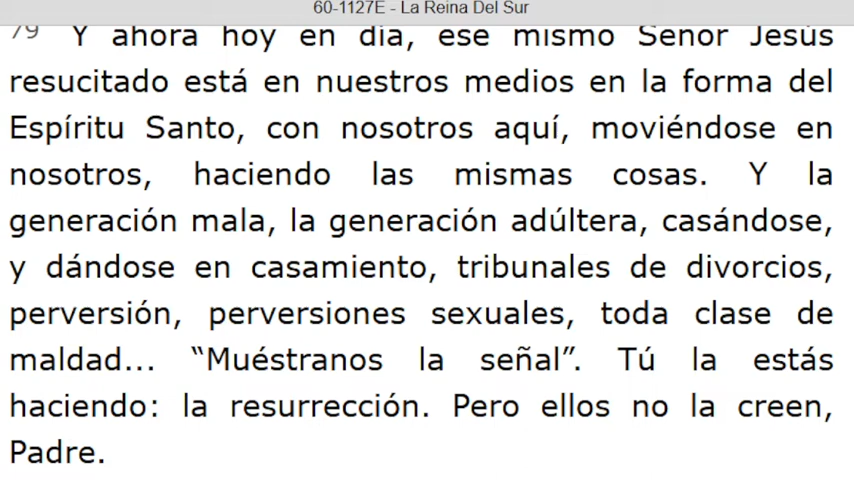 60-1127E - La Reina Del Sur
79 Y ahora hoy en día, ese mismo Señor Jesús
resucitado está en nuestros medios en la forma del
Espíritu Santo, con nosotros aquí, moviéndose en
nosotros, haciendo las mismas cosas. Y la
generación mala, la generación adúltera, casándose,
y dándose en casamiento, tribunales de divorcios,
perversión, perversiones sexuales, toda clase de
maldad... “Muéstranos la señal”. Tú la estás
haciendo: la resurrección. Pero ellos no la creen,
Padre.